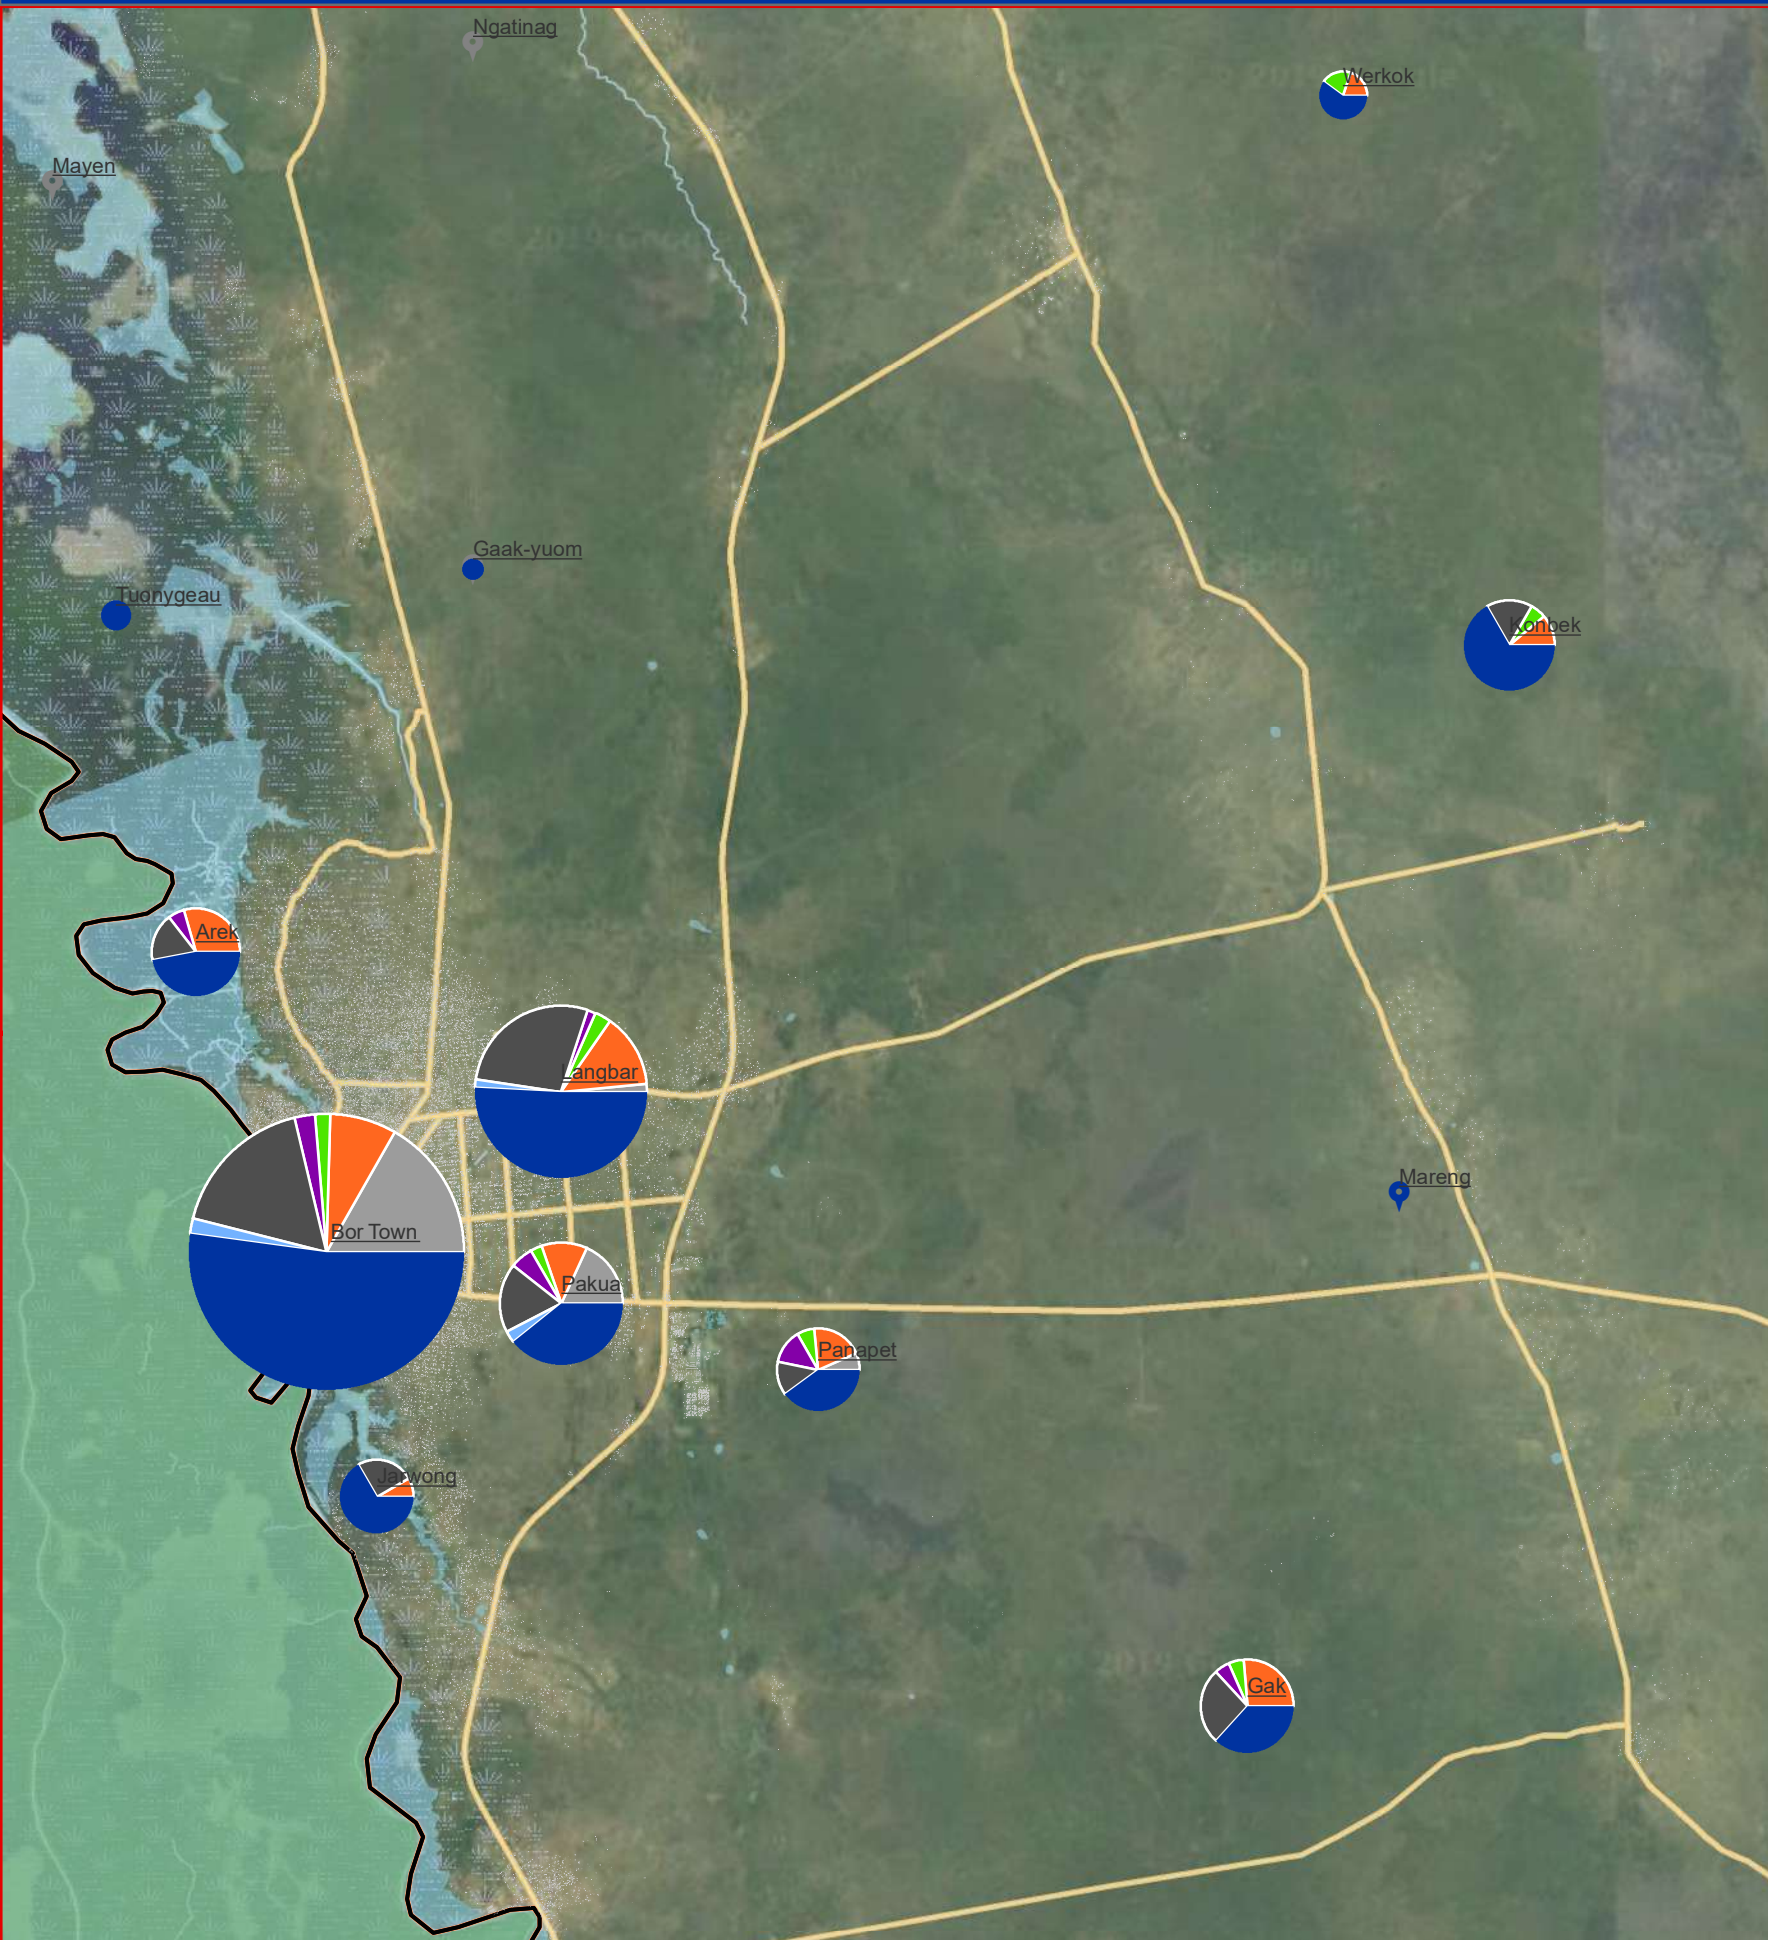 Ngatinag
Werkok
Mayen
Gaak-yuom
Tuonygeau
Konbek
Arek
Langbar
Mareng
Bor Town
Pakua
Panapet
Jarwong
Gak